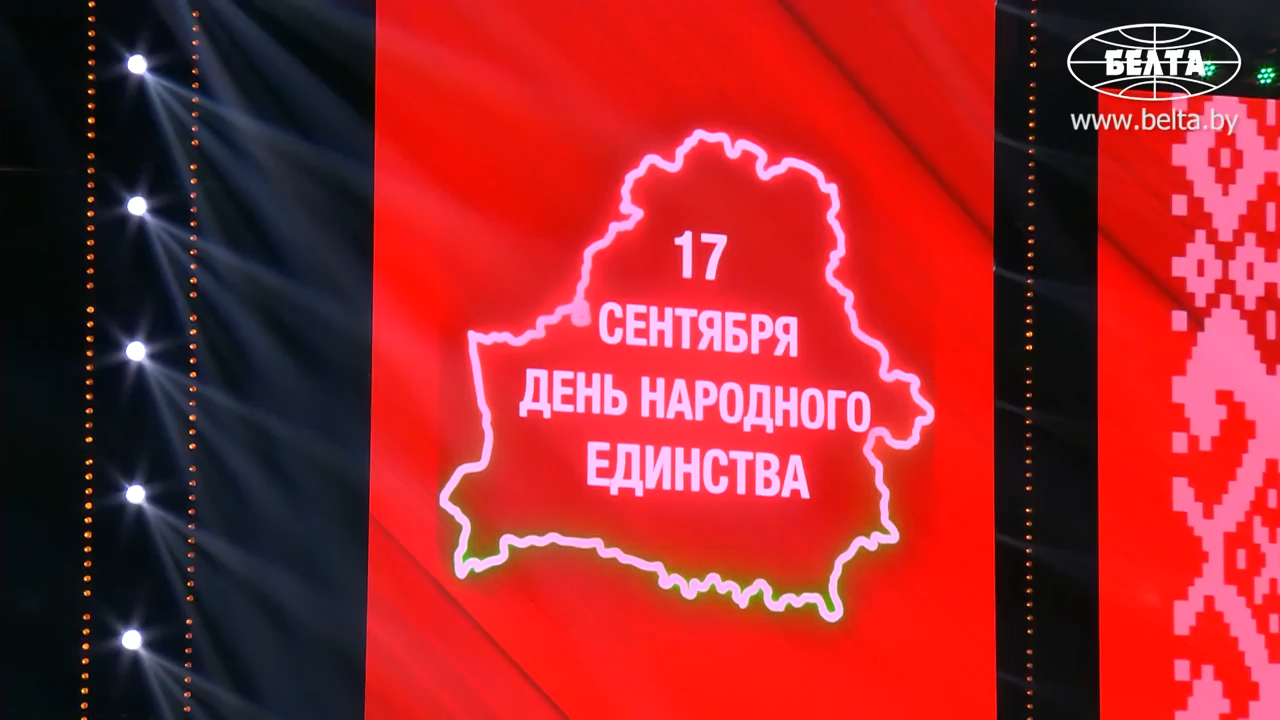 БЕЛТА
www.belta.by
17
СЕНТЯБРЯ
ДЕНЬ НАРОДНОГО
ЕДИНСТВА